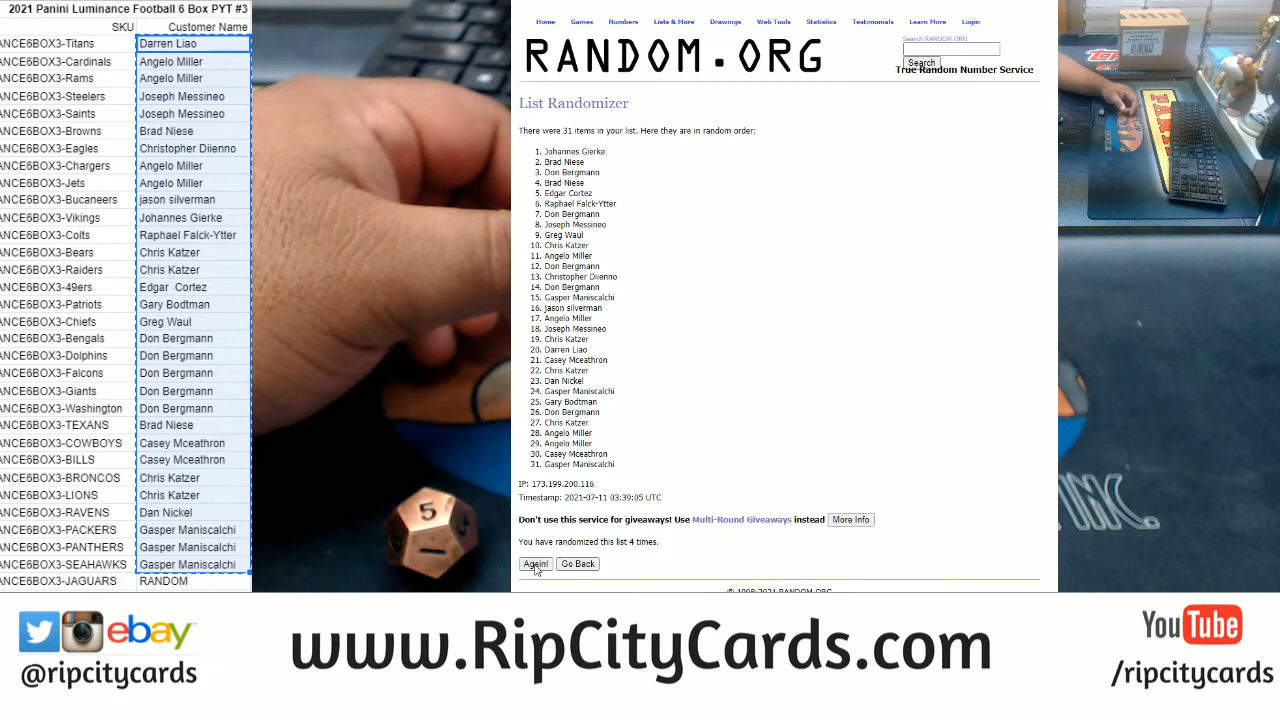 2021 Panini Luminance Football 6 Box PYT #3
SKU Customer Name
ANCE6BOX3-Titans Darren Liao
ANCE6BOX3-Cardinals Angelo Miller
ANCE6BOX3-Rams Angelo Miller
ANCE6BOX3-Steelers Joseph Messineo
ANCE6BOX3-Saints Joseph Messineo
ANCE6BOX3-Browns Brad Niese
ANCE6BOX3-Eagles Christopher Diienno
ANCE6BOX3-Chargers Angelo Miller
ANCE6BOX3-Jets Angelo Miller
ANCE6BOX3-Bucaneers jason silverman
ANCE6BOX3-Vikings Johannes Gierke
ANCE6BOX3-Colts Raphael Falck-Ytter
ANCE6BOX3-Bears Chris Katzer
ANCE6BOX3-Raiders Chris Katzer
ANCE6BOX3-49ers Edgar Cortez
ANCE6BOX3-Patriots Gary Bodtman
ANCE6BOX3-Chiefs Greg Waul
ANCE6BOX3-Bengals Don Bergmann
ANCE6BOX3-Dolphins Don Bergmann
ANCE6BOX3-Falcons Don Bergmann
ANCE6BOX3-Giants Don Bergmann
ANCE6BOX3-Washington Don Bergmann
ANCE6BOX3-TEXANS Brad Niese
ANCE6BOX3-COWBOYS Casey Mceathron
ANCE6BOX3-BILLS Casey Mceathron
ANCE6BOX3-BRONCOS Chris Katzer
ANCE6BOX3-LIONS Chris Katzer
ANCE6BOX3-RAVENS Dan Nickel
ANCE6BOX3-PACKERS Gasper Maniscalchi
ANCE6BOX3-PANTHERS Gasper Maniscalchi
ANCE6BOX3-SEAHAWKS Gasper Maniscalchi
ANCE6BOX3-JAGUARS RANDOM
5
Home Games Numbers Lists & More Drawings Web Tools Statistics Testimonials Learn More Login
Search RANDOM.ORG
RANDOM.ORG
Search
True Random Number Service
List Randomizer
There were 31 items in your list. Here they are in random order:
1. Johannes Gierke
2. Brad Niese
3. Don Bergmann
4. Brad Niese
5. Edgar Cortez
6. Raphael Falck-Ytter
7. Don Bergmann
8. Joseph Messineo
9. Greg Waul
10. Chris Katzer
11. Angelo Miller
12. Don Bergmann
13. Christopher Diienno
14. Don Bergmann
15. Gasper Maniscalchi
16. jason silverman
17. Angelo Miller
18. Joseph Messineo
19. Chris Katzer
20. Darren Liao
21. Casey Mceathron
22. Chris Katzer
23. Dan Nickel
24. Gasper Maniscalchi
25. Gary Bodtman
26. Don Bergmann
27. Chris Katzer
28. Angelo Miller
29. Angelo Miller
30. Casey Mceathron
31. Gasper Maniscalchi
IP: 173.199.200.116
Timestamp: 2021-07-11 03:39:05 UTC
Don't use this service for giveaways! Use Multi-Round Giveaways instead More Info
You have randomized this list 4 times.
Again! Go Back
© 1998-2021 RANDOM.ORG
PANINI
INC.
ebay
@ripcitycards
www.RipCityCards.com
YouTube
/ripcitycards